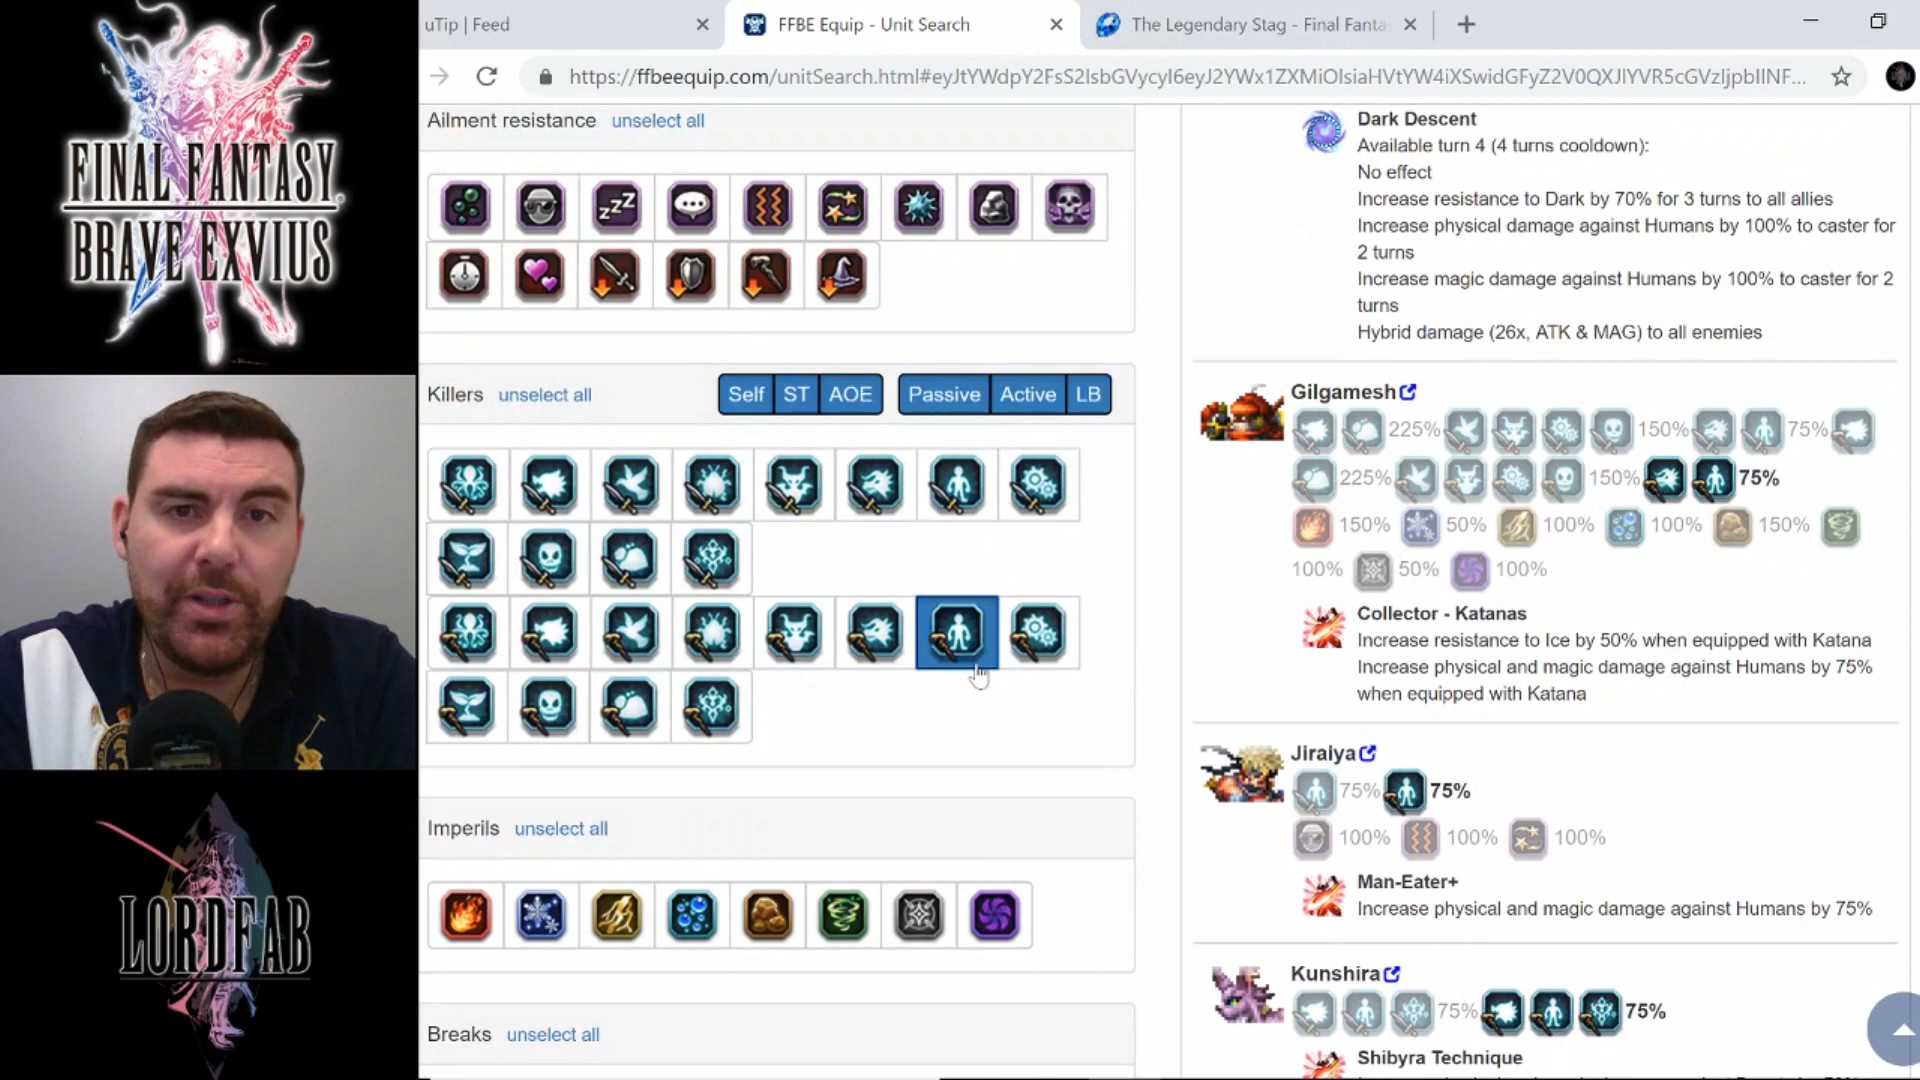 FINAL FANTASY
BRAVE EXVIUS
LORDFAB
uTip | Feed
FFBE Equip - Unit Search
The Legendary Stag - Final Fanta
https://ffbeequip.com/unitSearch.html#eyJtYWdpY2FsS2lsbGVycyI6eyJ2YWx1ZXMiOlsiaHVtYW4iXSwidGFyZ2V0QXJlYVR5cGVzIjpbIlNF...
Ailment resistance unselect all
Killers unselect all Self ST AOE Passive Active LB
Imperils unselect all
Breaks unselect all
Dark Descent
Available turn 4 (4 turns cooldown):
No effect
Increase resistance to Dark by 70% for 3 turns to all allies
Increase physical damage against Humans by 100% to caster for
2 turns
Increase magic damage against Humans by 100% to caster for 2
turns
Hybrid damage (26x, ATK & MAG) to all enemies
Gilgamesh
225% 150% 75%
225% 150% 75%
150% 50% 100% 100% 150%
100% 50% 100%
Collector - Katanas
Increase resistance to Ice by 50% when equipped with Katana
Increase physical and magic damage against Humans by 75%
when equipped with Katana
Jiraiya
75% 75%
100% 100% 100%
Man-Eater+
Increase physical and magic damage against Humans by 75%
Kunshira
75% 75%
Shibyra Technique